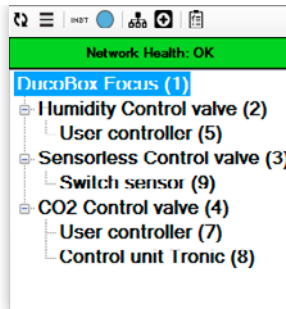 INST
Network Health: OK
DucoBox Focus (1)
Humidity Control valve (2)
User controller (5)
Sensorless Control valve (3)
Switch sensor (9)
CO2 Control valve (4)
User controller (7)
Control unit Tronic (8)